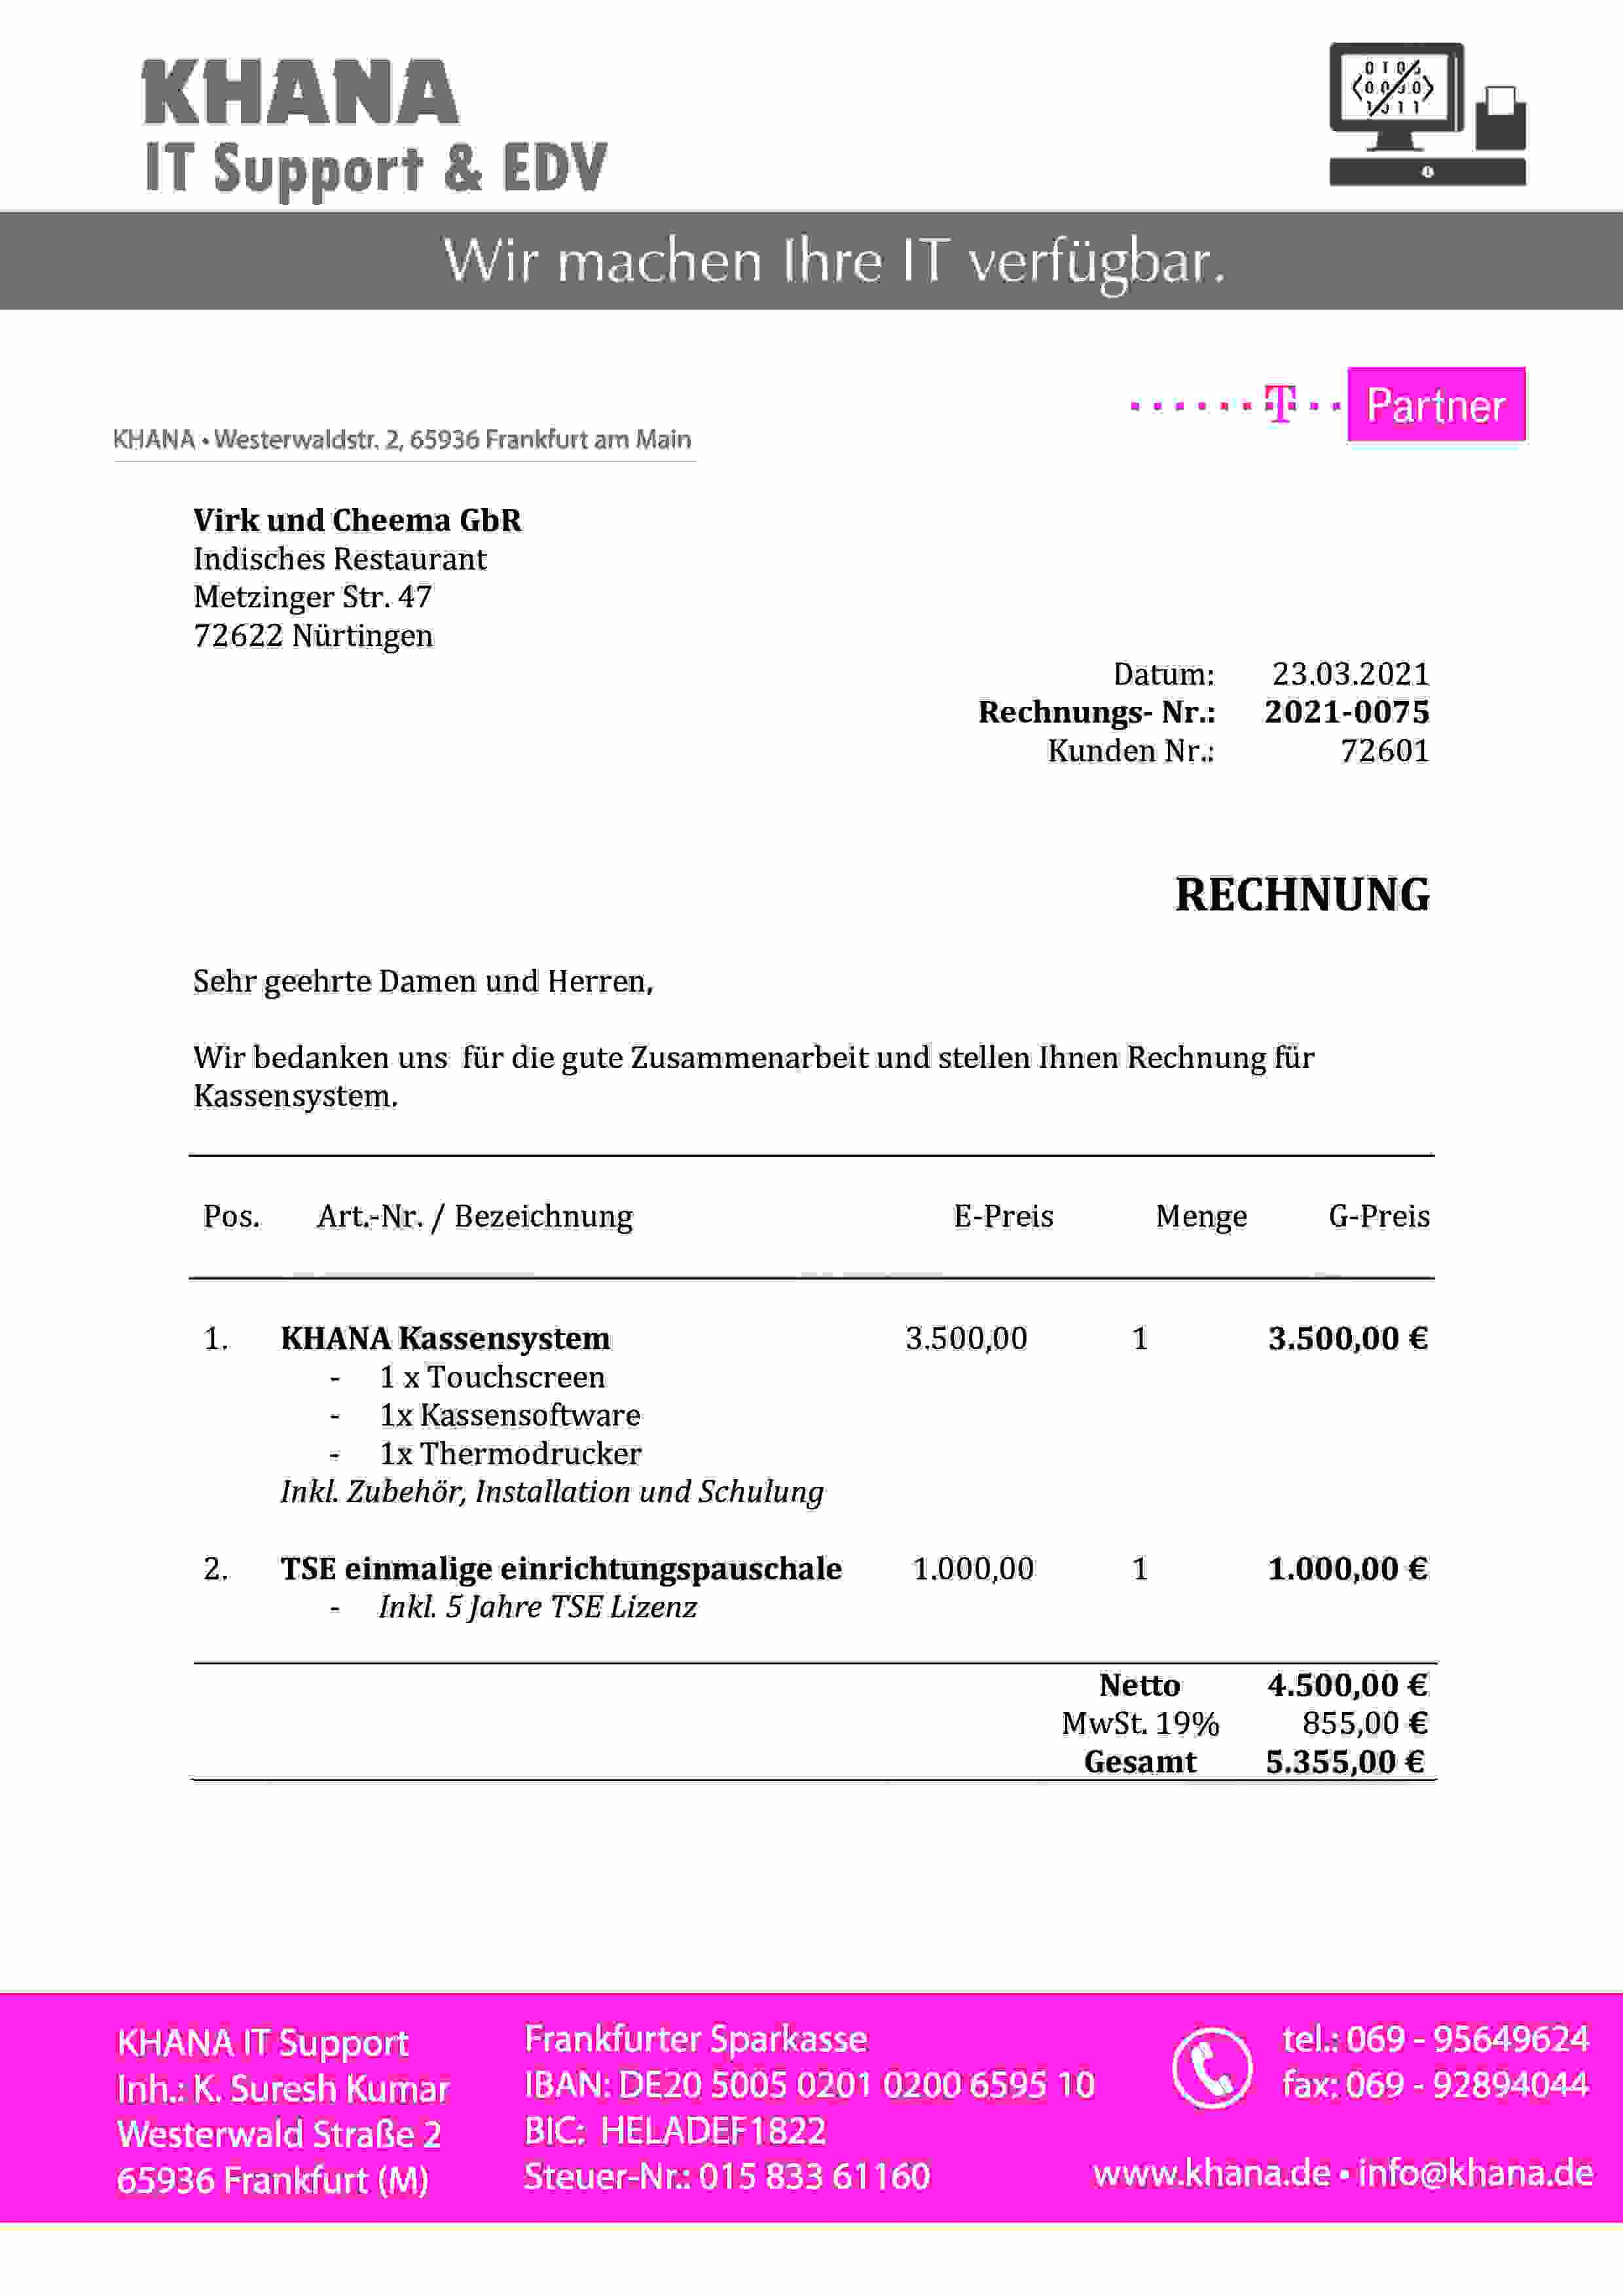 KHANA
IT Support & EDV
Wir machen Ihre IT verfügbar.
T Partner
KHANA • Westerwaldstr. 2, 65936 Frankfurt am Main
Virk und Cheema GbR
Indisches Restaurant
Metzinger Str. 47
72622 Nürtingen
Datum: 23.03.2021
Rechnungs- Nr.: 2021-0075
Kunden Nr.: 72601
RECHNUNG
Sehr geehrte Damen und Herren,
Wir bedanken uns für die gute Zusammenarbeit und stellen Ihnen Rechnung für
Kassensystem.
Pos. Art.-Nr. / Bezeichnung E-Preis Menge G-Preis
1. KHANA Kassensystem 3.500,00 1 3.500,00 €
- 1 x Touchscreen
- 1x Kassensoftware
- 1x Thermodrucker
Inkl. Zubehör, Installation und Schulung
2. TSE einmalige einrichtungspauschale 1.000,00 1 1.000,00 €
- Inkl. 5 Jahre TSE Lizenz
Netto 4.500,00 €
MwSt. 19% 855,00 €
Gesamt 5.355,00 €
KHANA IT Support
Inh.: K. Suresh Kumar
Westerwald Straße 2
65936 Frankfurt (M)
Frankfurter Sparkasse
IBAN: DE20 5005 0201 0200 6595 10
BIC: HELADEF1822
Steuer-Nr.: 015 833 61160
tel.: 069 - 95649624
fax: 069 - 92894044
www.khana.de • info@khana.de